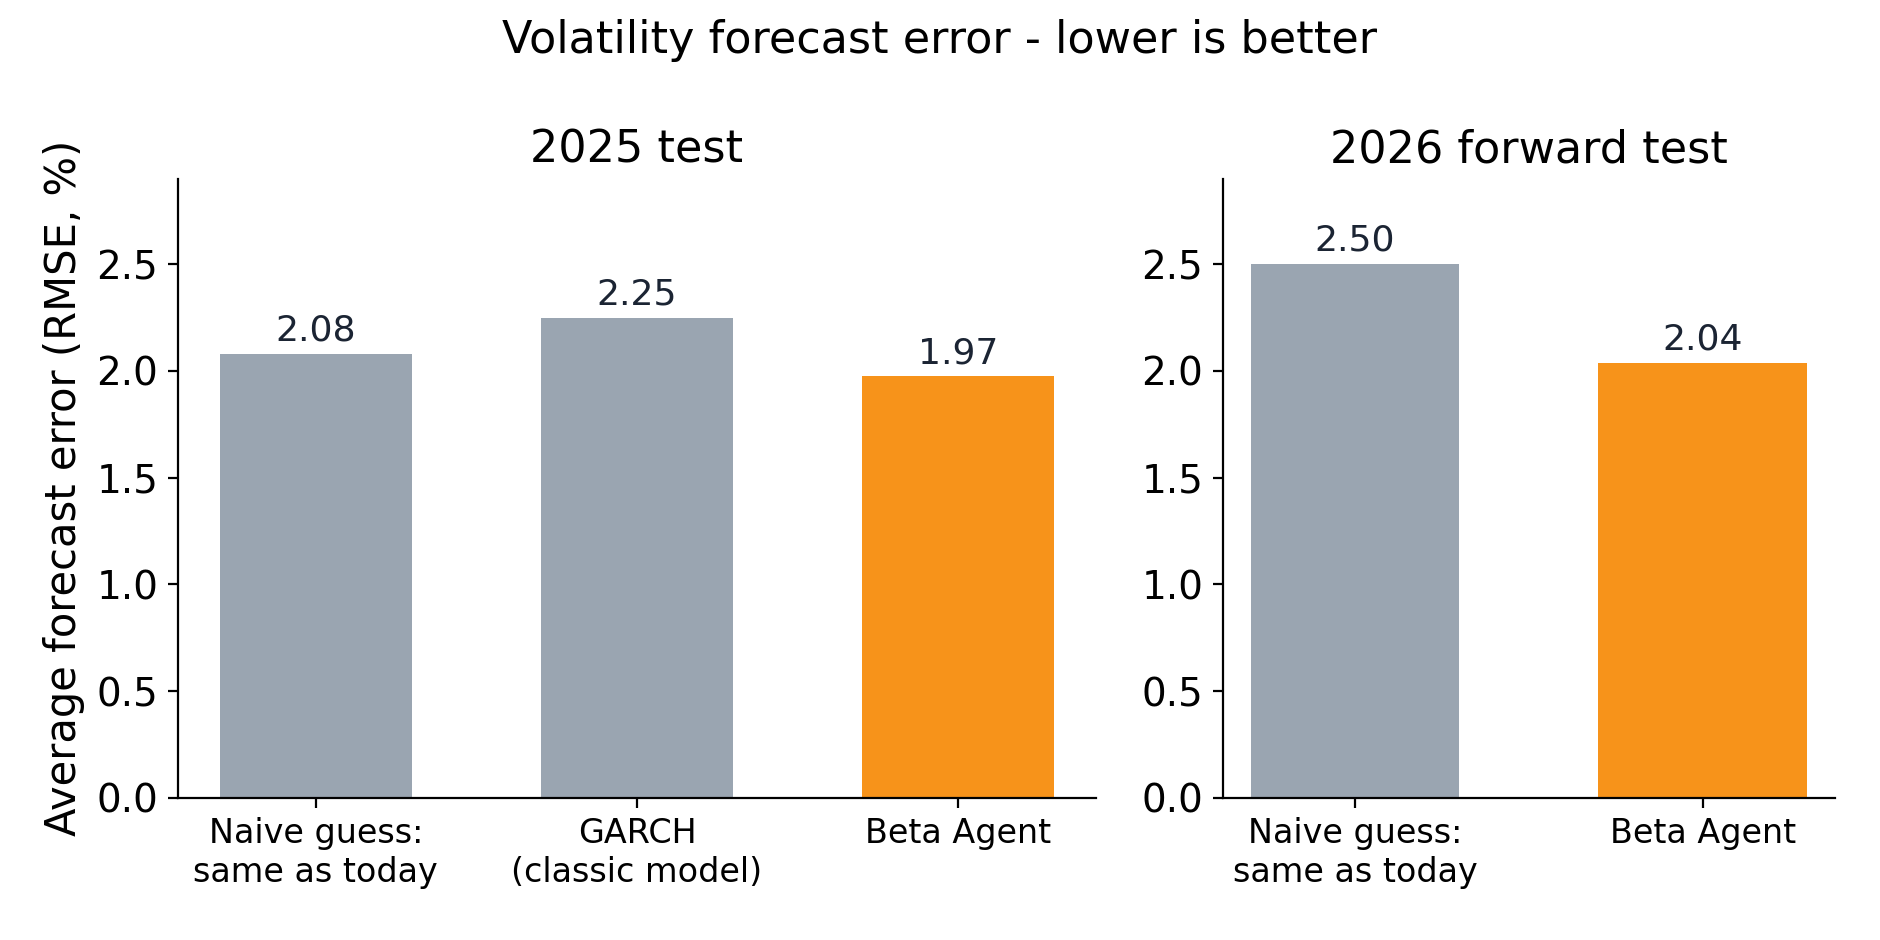 Volatility forecast error - lower is better
2025 test
Average forecast error (RMSE, %)
2.5
2.0
1.5
1.0
0.5
0.0
2.08
2.25
1.97
Naive guess:
same as today
GARCH
(classic model)
Beta Agent
2026 forward test
2.5
2.0
1.5
1.0
0.5
0.0
2.50
2.04
Naive guess:
same as today
Beta Agent